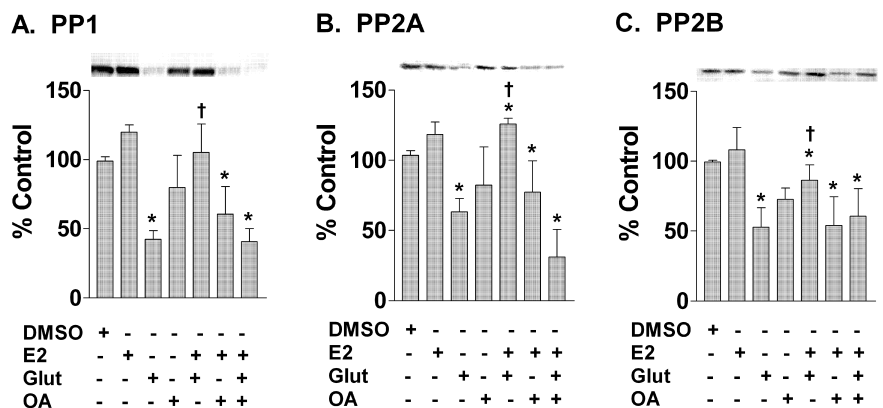 A. PP1
B. PP2A
C. PP2B
% Control
150
100
50
0
†
*
*
*
DMSO + - - - - - -
E2 - + - - + + +
Glut - - + - + - +
OA - - - + - + +
% Control
150
100
50
0
†
*
*
*
*
DMSO + - - - - - -
E2 - + - - + + +
Glut - - + - + - +
OA - - - + - + +
% Control
150
100
50
0
†
*
*
*
*
DMSO + - - - - - -
E2 - + - - + + +
Glut - - + - + - +
OA - - - + - + +